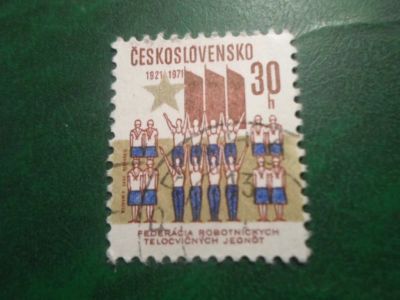 ČESKOSLOVENSKO
1921 1971
30
h
FEDERÁCIA ROBOTNÍCKYCH
TELOCVIČNÝCH JEDNÔT